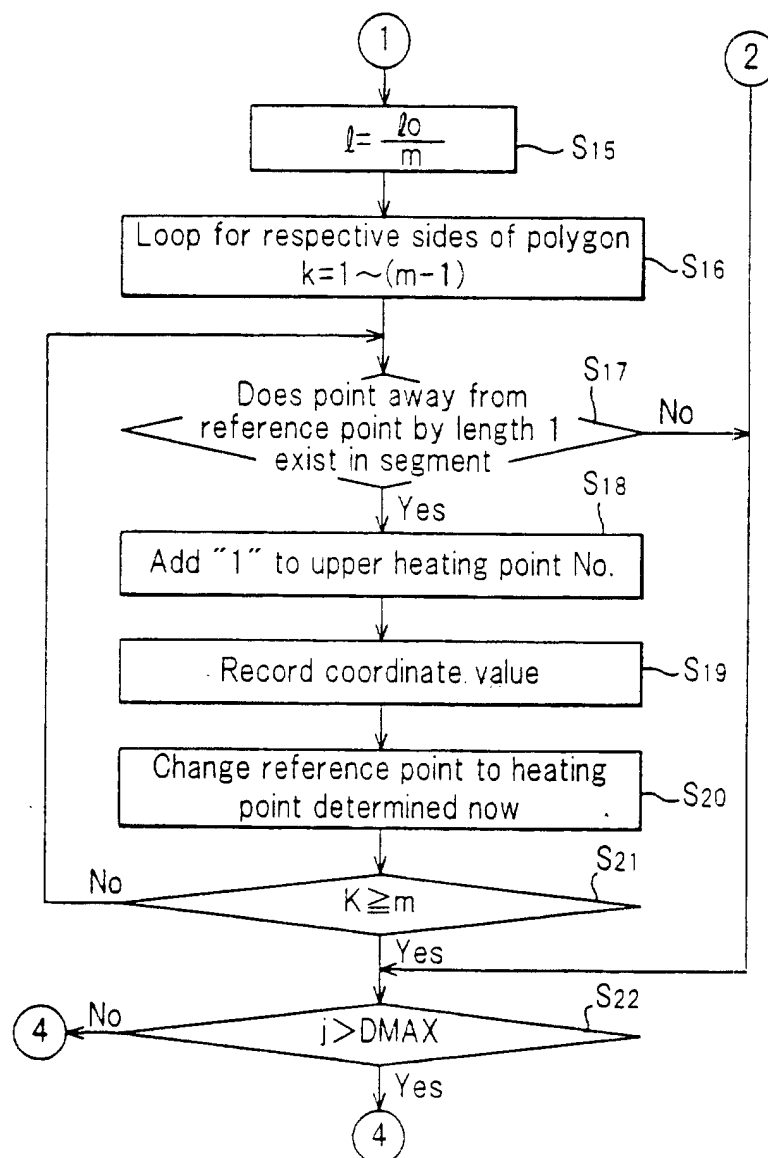 1
2
ℓ= ℓo
m
S15
Loop for respective sides of polygon
k=1~(m-1)
S16
S17
Does point away from
reference point by length 1
exist in segment
No
Yes
S18
Add "1" to upper heating point No.
Record coordinate value
S19
Change reference point to heating
point determined now
S20
No
S21
K≧m
Yes
S22
4
No
j>DMAX
Yes
4